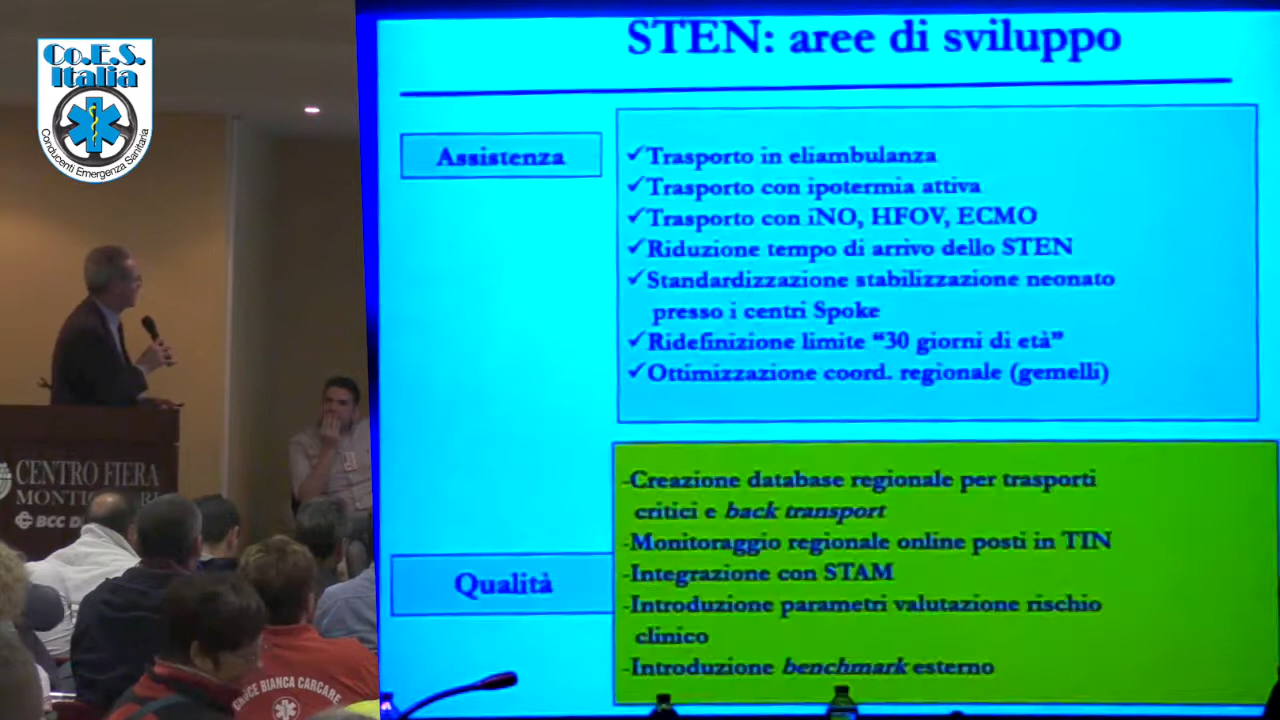 Co.E.S.
Italia
Conducenti Emergenza Sanitaria
STEN: aree di sviluppo
Assistenza
✓Trasporto in eliambulanza
✓Trasporto con ipotermia attiva
✓Trasporto con iNO, HFOV, ECMO
✓Riduzione tempo di arrivo dello STEN
✓Standardizzazione stabilizzazione neonato
presso i centri Spoke
✓Ridefinizione limite “30 giorni di età”
✓Ottimizzazione coord. regionale (gemelli)
Qualità
-Creazione database regionale per trasporti
critici e back transport
-Monitoraggio regionale online posti in TIN
-Integrazione con STAM
-Introduzione parametri valutazione rischio
clinico
-Introduzione benchmark esterno
CENTRO FIERA
BCC
CROCE BIANCA CARCARE